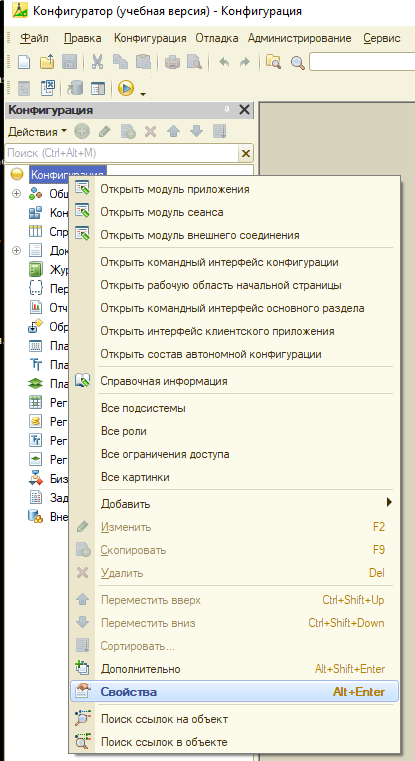 Конфигуратор (учебная версия) - Конфигурация
Файл Правка Конфигурация Отладка Администрирование Сервис
Конфигурация
Действия
Поиск (Ctrl+Alt+M)
Конфигурация
Открыть модуль приложения
Открыть модуль сеанса
Открыть модуль внешнего соединения
Открыть командный интерфейс конфигурации
Открыть рабочую область начальной страницы
Открыть командный интерфейс основного раздела
Открыть интерфейс клиентского приложения
Открыть состав автономной конфигурации
Справочная информация
Все подсистемы
Все роли
Все ограничения доступа
Все картинки
Добавить
Изменить F2
Скопировать F9
Удалить Del
Переместить вверх Ctrl+Shift+Up
Переместить вниз Ctrl+Shift+Down
Сортировать...
Дополнительно Alt+Shift+Enter
Свойства Alt+Enter
Поиск ссылок на объект
Поиск ссылок в объекте
Общ
Кон
Спр
Док
Жур
Пер
Отч
Обр
Пла
Пла
Пла
Рег
Рег
Рег
Рег
Биз
Зад
Вне